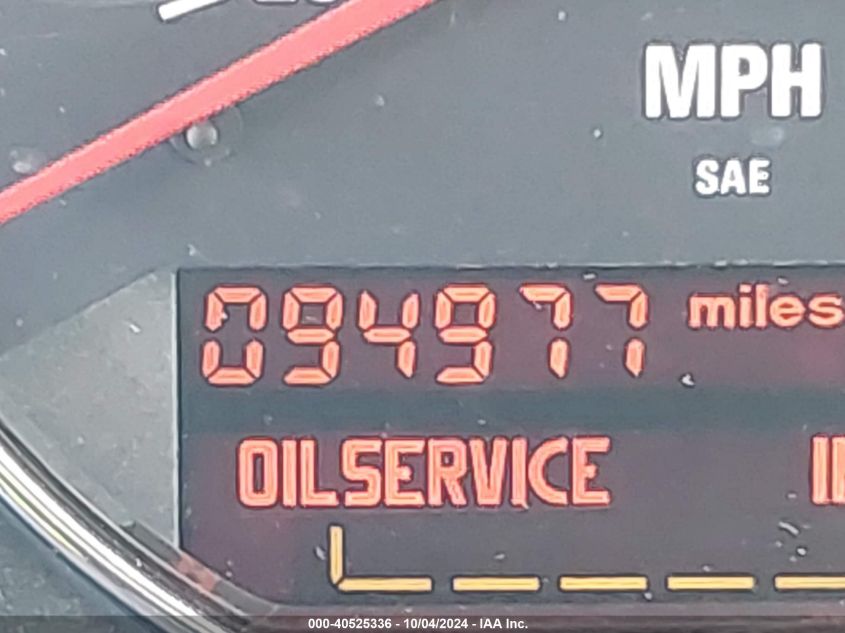 MPH
SAE
094977 miles
OILSERVICE
000-40525336 - 10/04/2024 - IAA Inc.